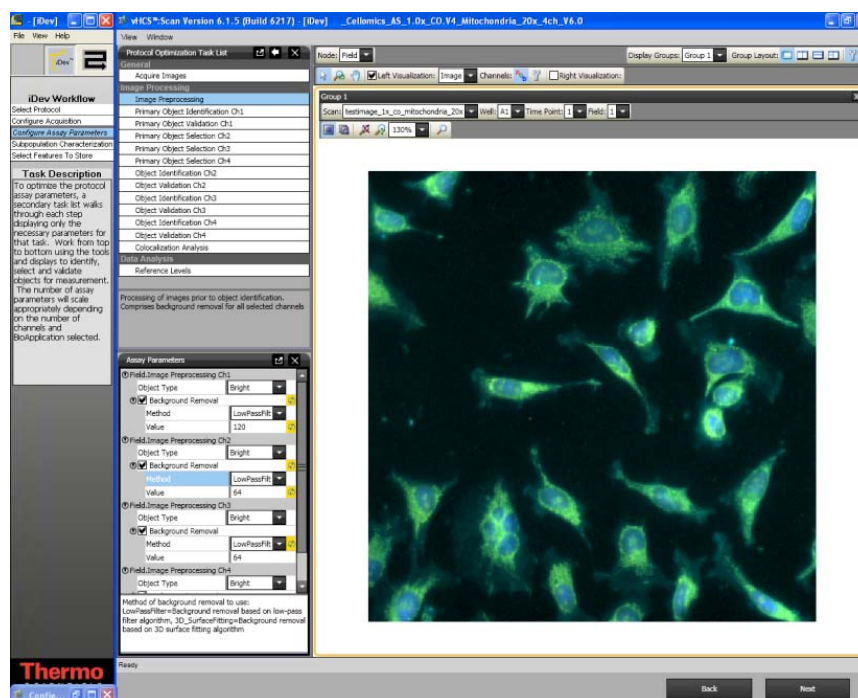 - [iDev]
vHCS™:Scan Version 6.1.5 (Build 6217) - [iDev]
_Cellomics_AS_1.0x_CD.V4_Mitochondria_20x_4ch_V6.0
File View Help
View Window
iDev™
iDev Workflow
Select Protocol
Configure Acquisition
Configure Assay Parameters
Subpopulation Characterization
Select Features To Store
Task Description
To optimize the protocol
assay parameters, a
secondary task list walks
through each step
displaying only the
necessary parameters for
that task. Work from top
to bottom using the tools
and displays to identify,
select and validate
objects for measurement.
The number of assay
parameters will scale
appropriately depending
on the number of
channels and
BioApplication selected.
Thermo
Confie...
Protocol Optimization Task List
General
Acquire Images
Image Processing
Image Preprocessing
Primary Object Identification Ch1
Primary Object Validation Ch1
Primary Object Selection Ch2
Primary Object Selection Ch3
Primary Object Selection Ch4
Object Identification Ch2
Object Validation Ch2
Object Identification Ch3
Object Validation Ch3
Object Identification Ch4
Object Validation Ch4
Colocalization Analysis
Data Analysis
Reference Levels
Processing of images prior to object identification.
Comprises background removal for all selected channels
Assay Parameters
Field.Image Preprocessing Ch1
Object Type Bright
Background Removal
Method LowPassFilt
Value 120
Field.Image Preprocessing Ch2
Object Type Bright
Background Removal
Method LowPassFilt
Value 64
Field.Image Preprocessing Ch3
Object Type Bright
Background Removal
Method LowPassFilt
Value 64
Field.Image Preprocessing Ch4
Object Type Bright
Method of background removal to use:
LowPassFilter=Background removal based on low-pass
filter algorithm, 3D_SurfaceFitting=Background removal
based on 3D surface fitting algorithm
Node: Field
Display Groups: Group 1 Group Layout:
Left Visualization: Image Channels: Right Visualization:
Group 1
Scan: testimage_1x_co_mitochondria_20x Well: A1 Time Point: 1 Field: 1
130%
Ready
Back Next